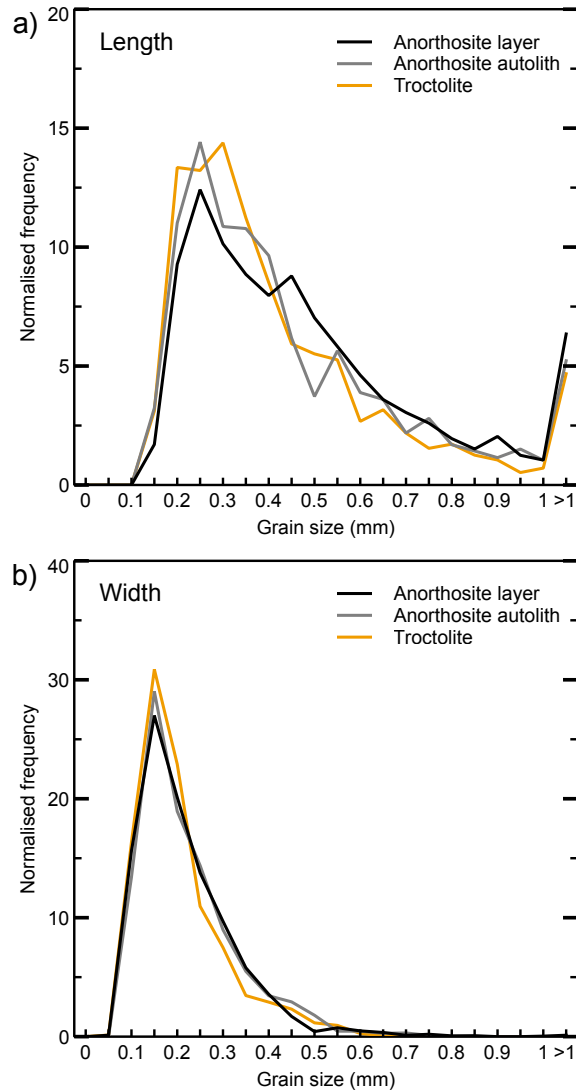 a)
Length
Anorthosite layer
Anorthosite autolith
Troctolite
20
15
10
5
0
Normalised frequency
0 0.1 0.2 0.3 0.4 0.5 0.6 0.7 0.8 0.9 1 >1
Grain size (mm)
b)
Width
Anorthosite layer
Anorthosite autolith
Troctolite
40
30
20
10
0
Normalised frequency
0 0.1 0.2 0.3 0.4 0.5 0.6 0.7 0.8 0.9 1 >1
Grain size (mm)